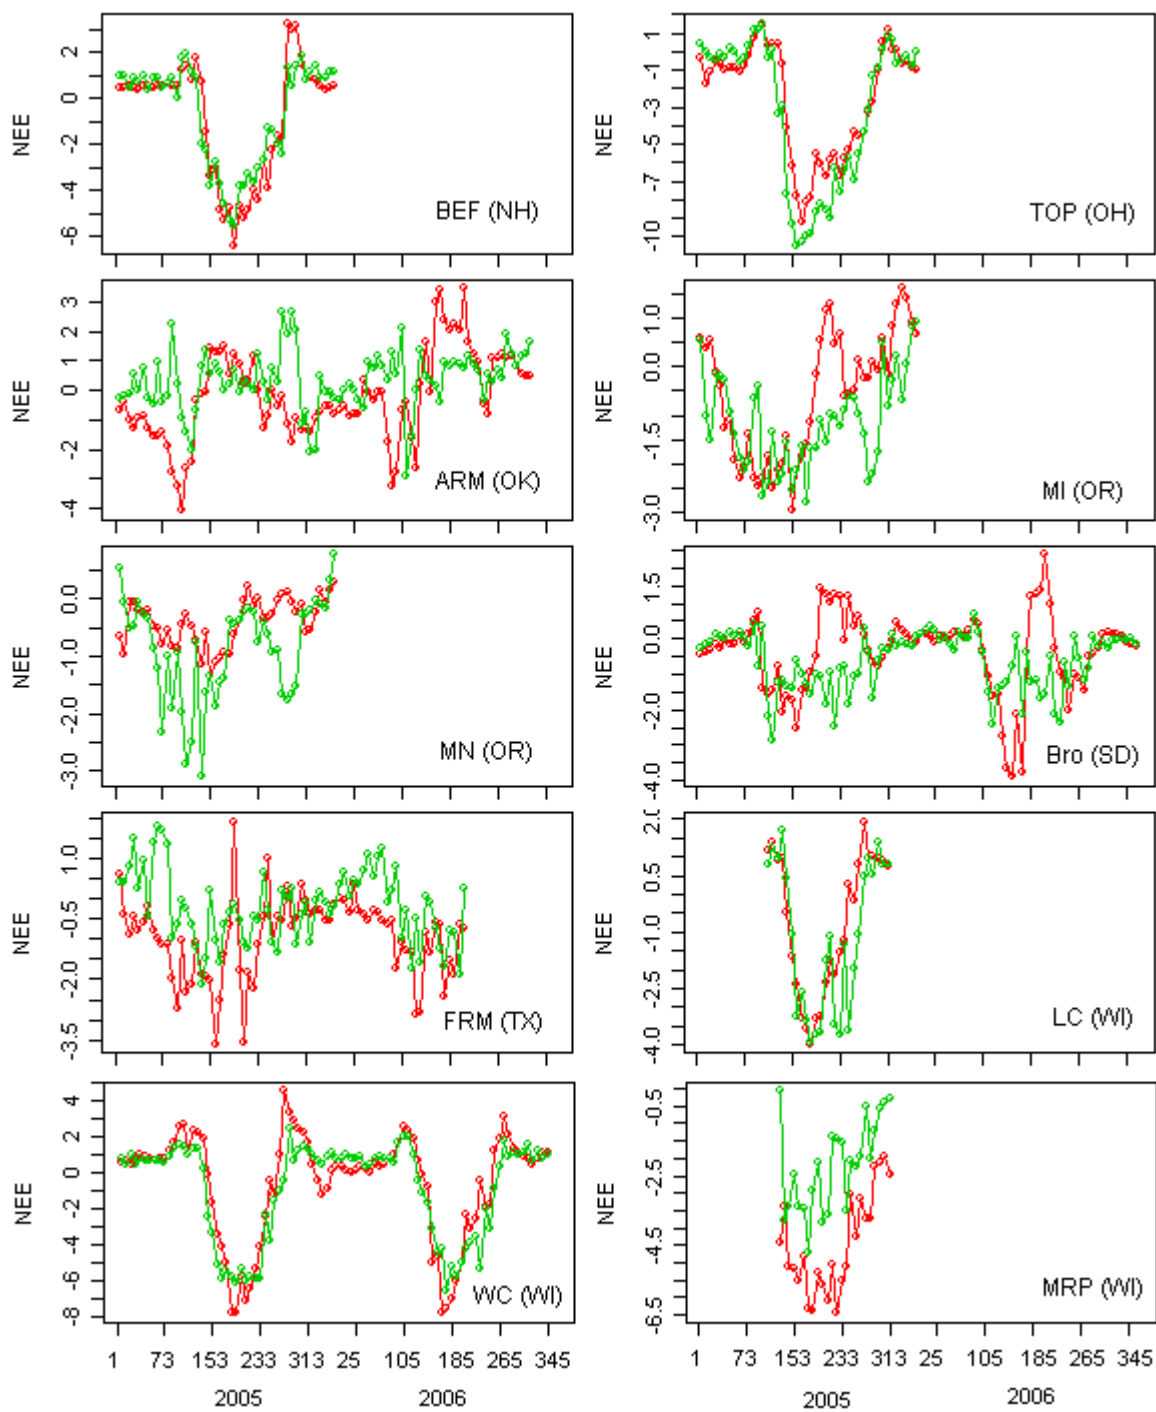 NEE
2
0
-2
-4
-6
BEF (NH)
NEE
1
-1
-3
-5
-7
-10
TOP (OH)
NEE
3
2
1
0
-2
-4
ARM (OK)
NEE
1.0
0.0
-1.5
-3.0
MI (OR)
NEE
0.0
-1.0
-2.0
-3.0
MN (OR)
NEE
1.5
0.0
-2.0
-4.0
Bro (SD)
NEE
1.0
-0.5
-2.0
-3.5
FRM (TX)
NEE
2.0
0.5
-1.0
-2.5
-4.0
LC (WI)
NEE
4
2
0
-2
-4
-6
-8
WC (WI)
NEE
-0.5
-2.5
-4.5
-6.5
MRP (WI)
1 73 153 233 313 25 105 185 265 345
2005 2006
1 73 153 233 313 25 105 185 265 345
2005 2006